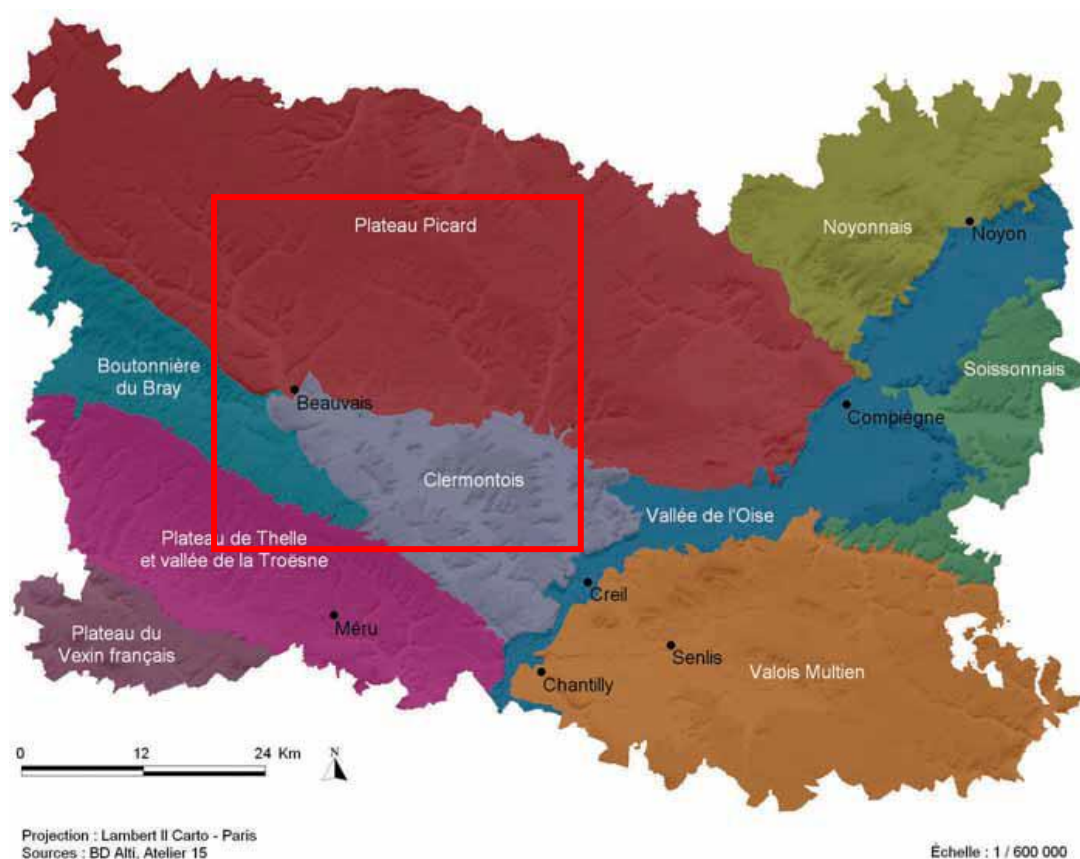 Plateau Picard
Noyonnais
Noyon
Boutonnière
du Bray
Soissonnais
Beauvais
Compiègne
Clermontois
Vallée de l'Oise
Plateau de Thelle
et vallée de la Troësne
Creil
Méru
Plateau du
Vexin français
Senlis
Valois Multien
Chantilly
0 12 24 Km
N
Projection : Lambert II Carto - Paris
Sources : BD Alti, Atelier 15
Échelle : 1 / 600 000